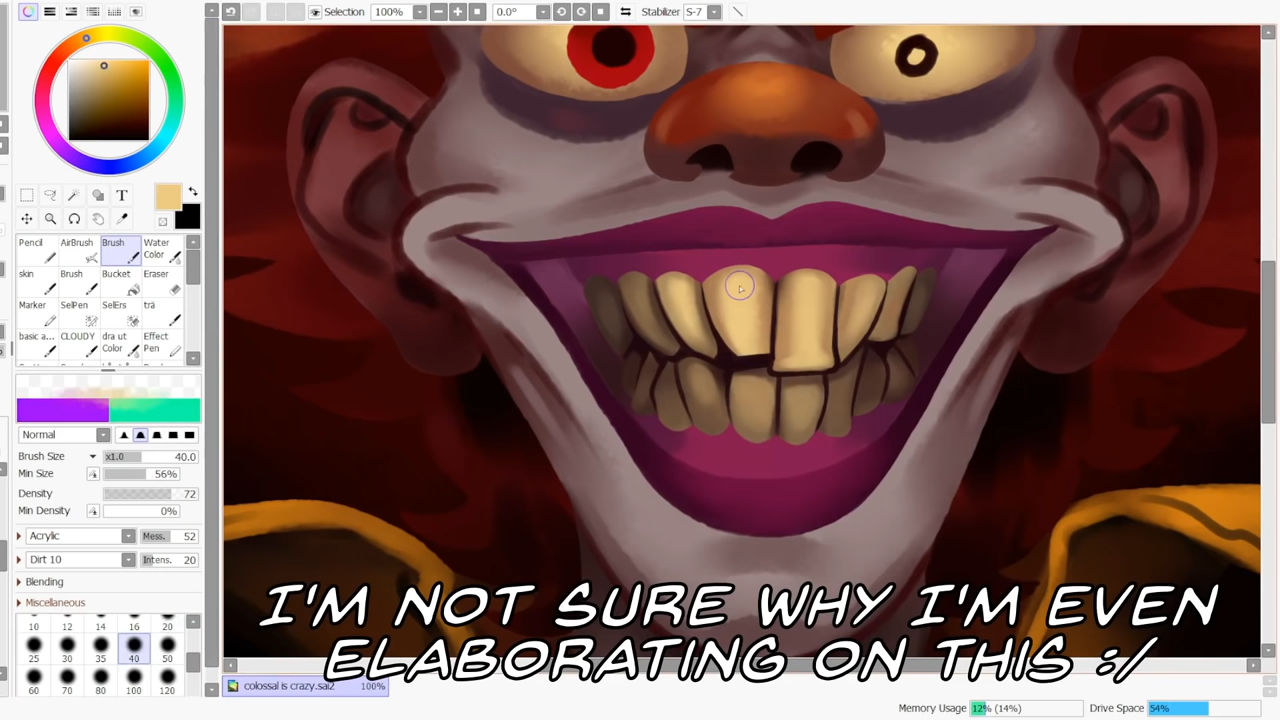 Selection 100% 0.0° Stabilizer S-7
T
Pencil AirBrush Brush Water Color
skin Brush Bucket Eraser
Marker SelPen SelErs trä
basic a... CLOUDY dra ut Color Effect Pen
Normal
Brush Size x1.0 40.0
Min Size 56%
Density 72
Min Density 0%
Acrylic Mess. 52
Dirt 10 Intens. 20
Blending
Miscellaneous
10 12 14 16 20
25 30 35 40 50
60 70 80 100 120
I'M NOT SURE WHY I'M EVEN
ELABORATING ON THIS :/
colossal is crazy.sai2 100%
Memory Usage 12% (14%) Drive Space 54%